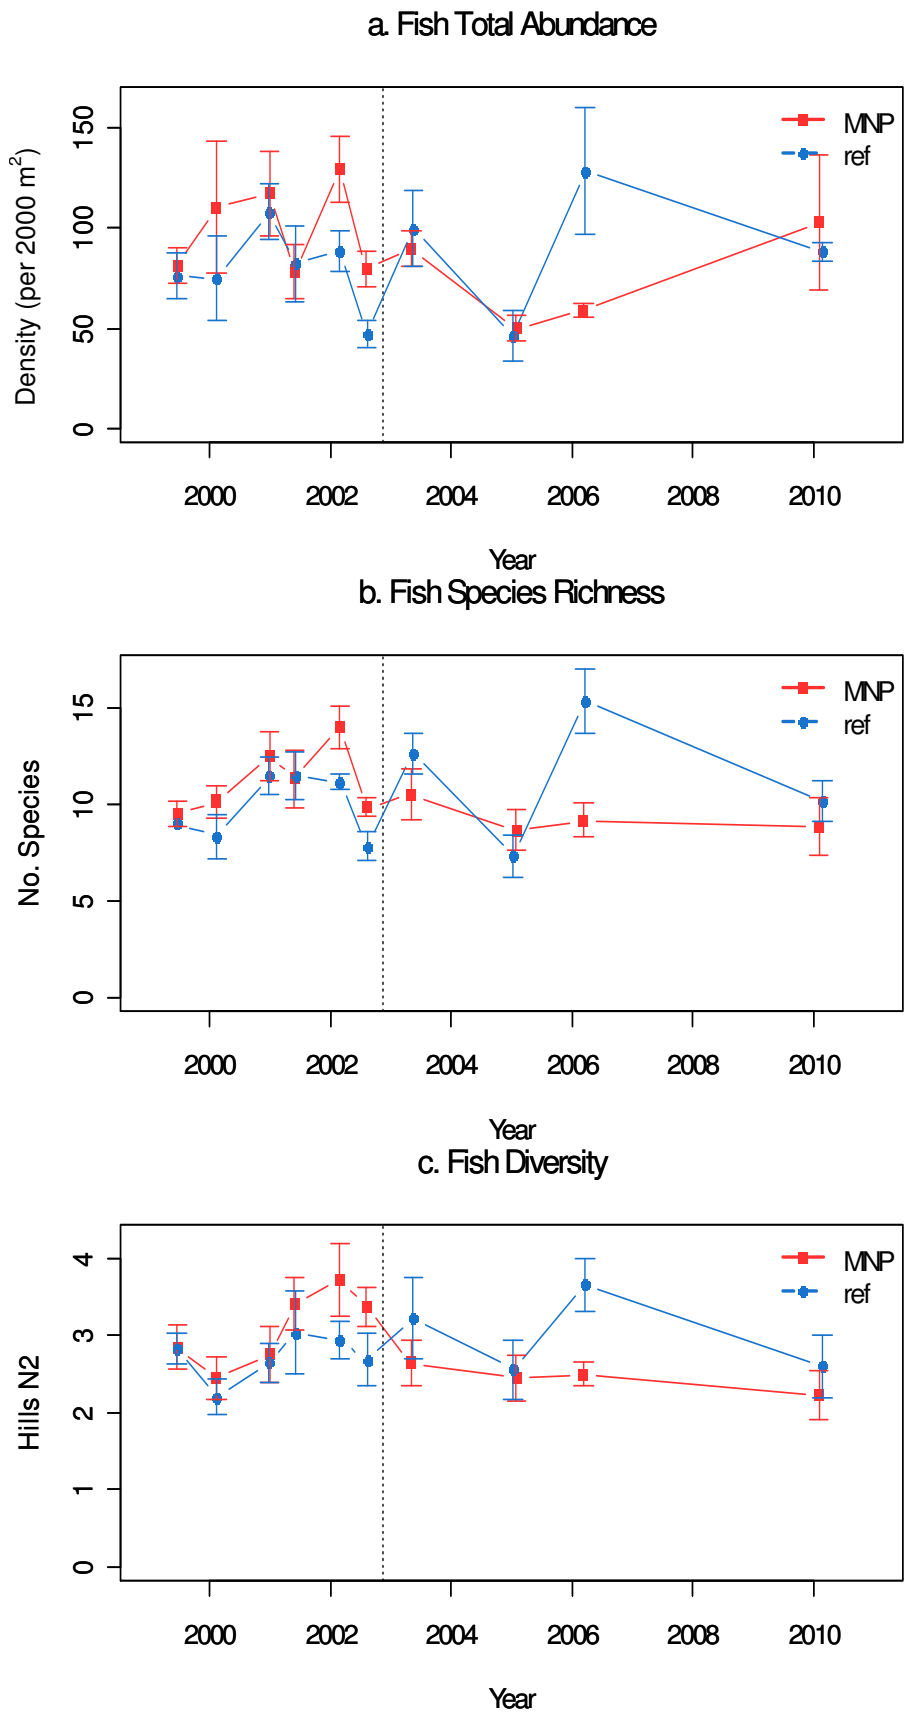 a. Fish Total Abundance
Density (per 2000 m²)
150
100
50
0
MNP
ref
2000 2002 2004 2006 2008 2010
Year
b. Fish Species Richness
No. Species
15
10
5
0
MNP
ref
2000 2002 2004 2006 2008 2010
Year
c. Fish Diversity
Hills N2
4
3
2
1
0
MNP
ref
2000 2002 2004 2006 2008 2010
Year